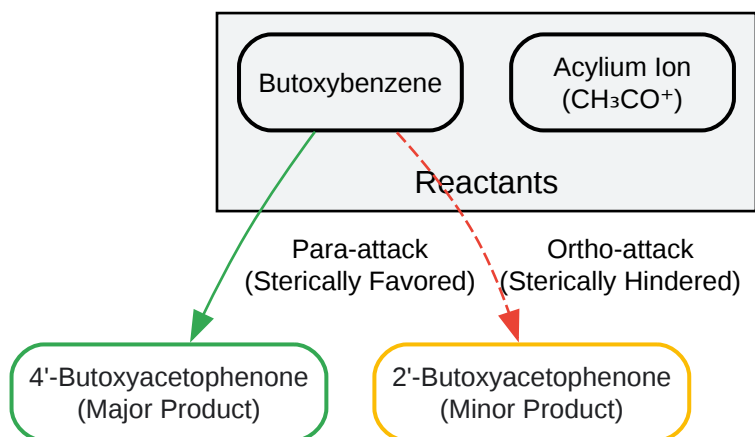 Butoxybenzene
Acylium Ion
(CH₃CO⁺)
Reactants
Para-attack
(Sterically Favored)
Ortho-attack
(Sterically Hindered)
4'-Butoxyacetophenone
(Major Product)
2'-Butoxyacetophenone
(Minor Product)